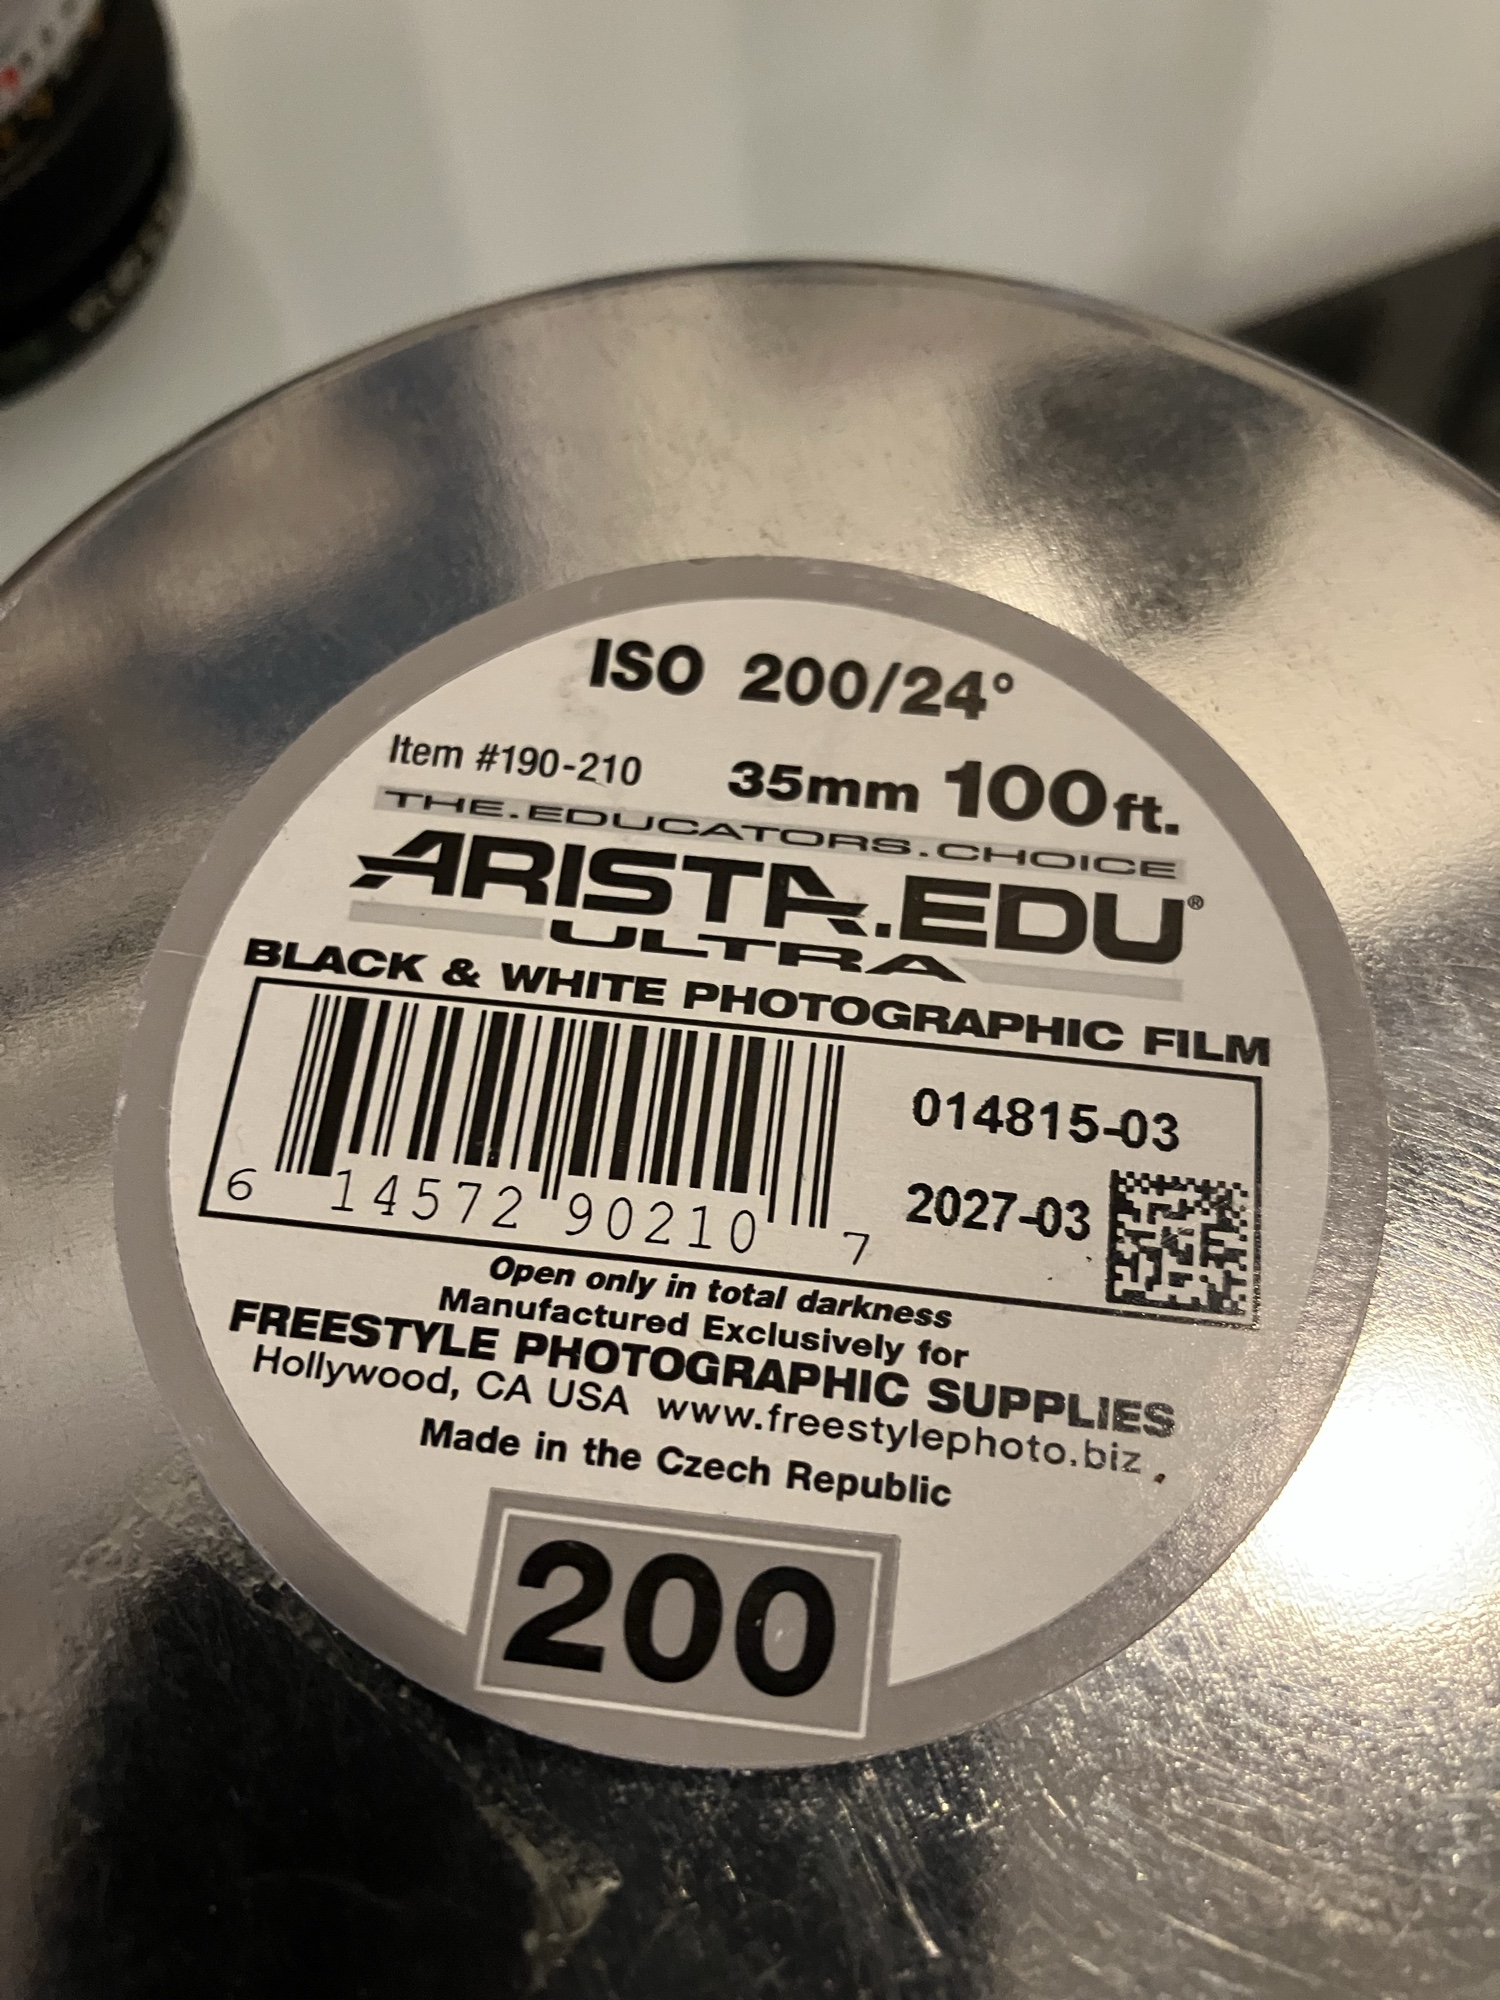 ISO 200/24°
Item #190-210 35mm 100ft.
THE.EDUCATORS.CHOICE
ARISTA.EDU®
ULTRA
BLACK & WHITE PHOTOGRAPHIC FILM
014815-03
2027-03
6 14572 90210 7
Open only in total darkness
Manufactured Exclusively for
FREESTYLE PHOTOGRAPHIC SUPPLIES
Hollywood, CA USA www.freestylephoto.biz
Made in the Czech Republic
200